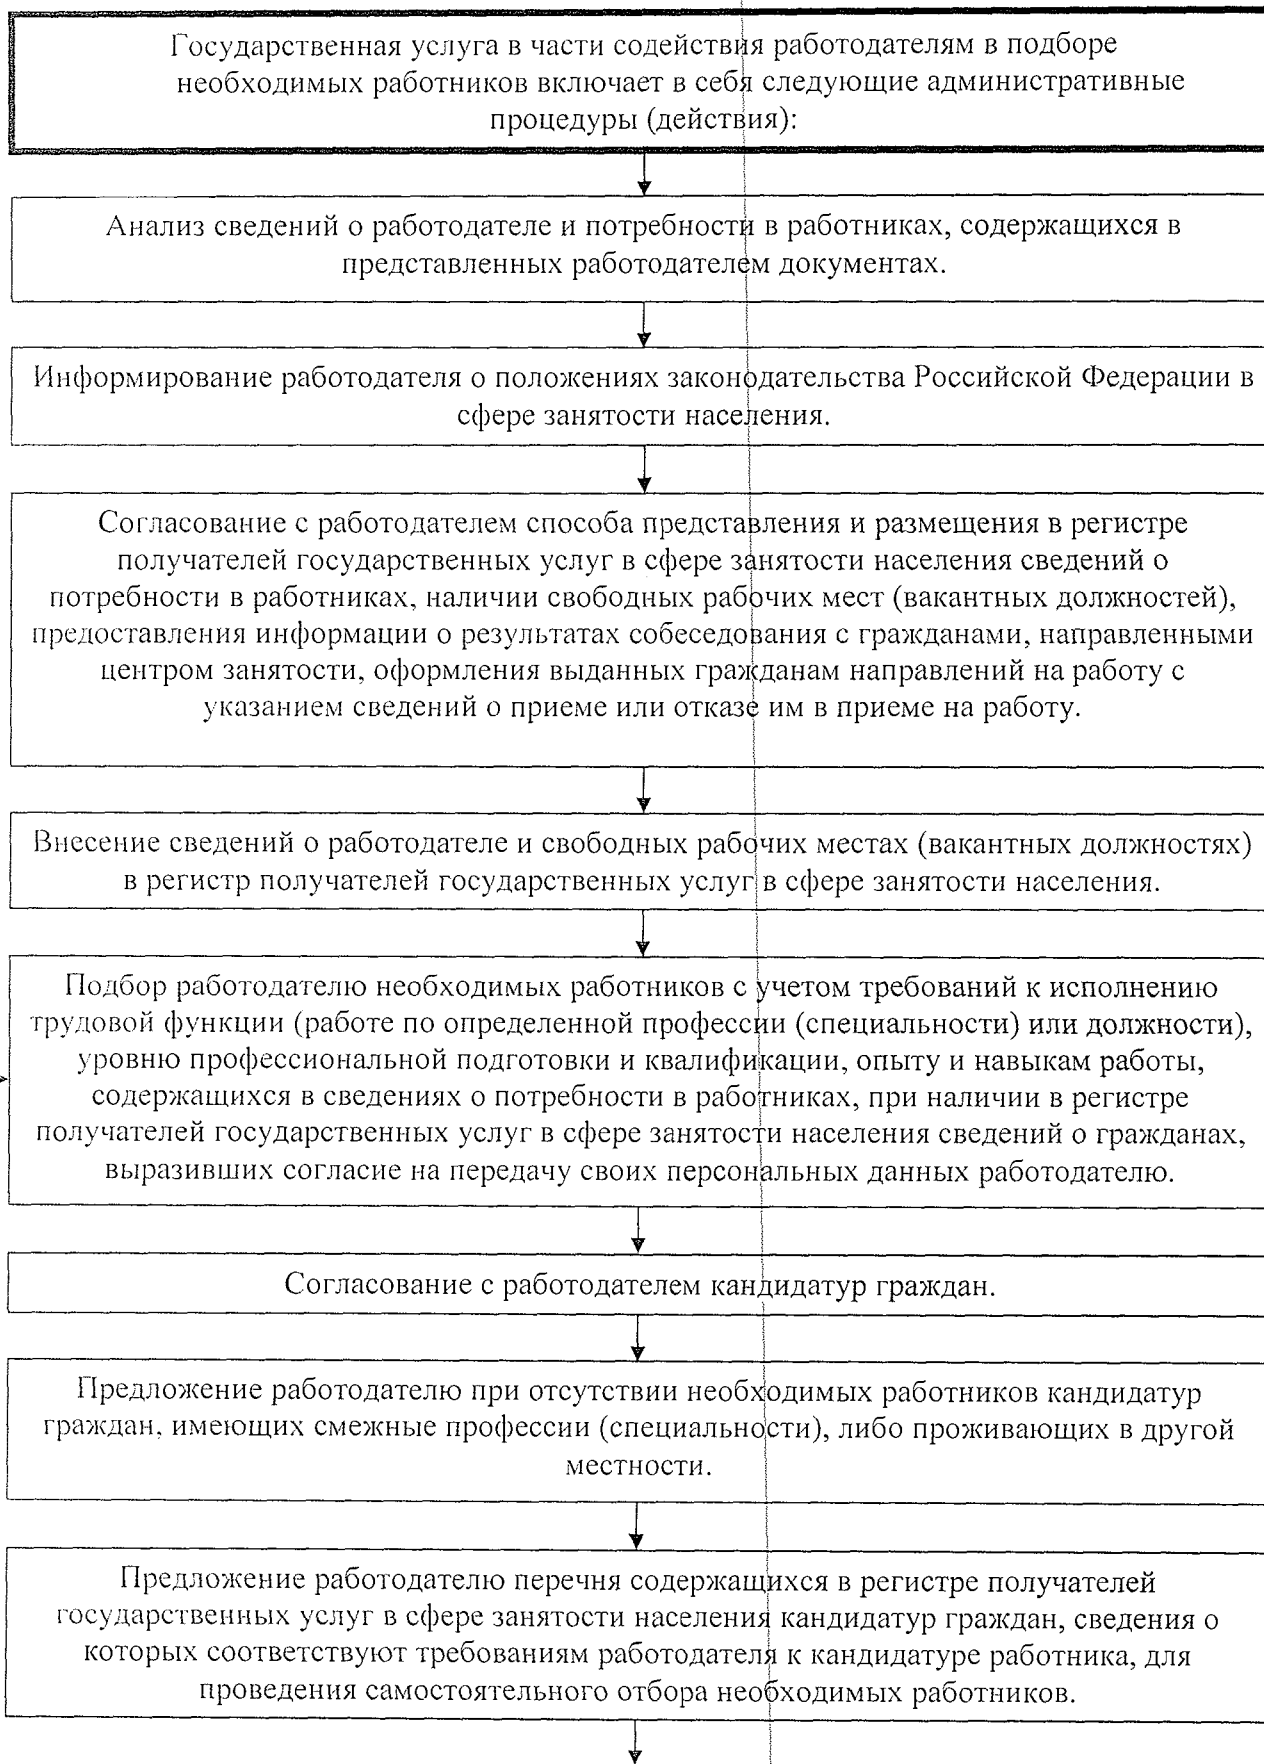 Государственная услуга в части содействия работодателям в подборе
необходимых работников включает в себя следующие административные
процедуры (действия):
Анализ сведений о работодателе и потребности в работниках, содержащихся в
представленных работодателем документах.
Информирование работодателя о положениях законодательства Российской Федерации в
сфере занятости населения.
Согласование с работодателем способа представления и размещения в регистре
получателей государственных услуг в сфере занятости населения сведений о
потребности в работниках, наличии свободных рабочих мест (вакантных должностей),
предоставления информации о результатах собеседования с гражданами, направленными
центром занятости, оформления выданных гражданам направлений на работу с
указанием сведений о приеме или отказе им в приеме на работу.
Внесение сведений о работодателе и свободных рабочих местах (вакантных должностях)
в регистр получателей государственных услуг в сфере занятости населения.
Подбор работодателю необходимых работников с учетом требований к исполнению
трудовой функции (работе по определенной профессии (специальности) или должности),
уровню профессиональной подготовки и квалификации, опыту и навыкам работы,
содержащихся в сведениях о потребности в работниках, при наличии в регистре
получателей государственных услуг в сфере занятости населения сведений о гражданах,
выразивших согласие на передачу своих персональных данных работодателю.
Согласование с работодателем кандидатур граждан.
Предложение работодателю при отсутствии необходимых работников кандидатур
граждан, имеющих смежные профессии (специальности), либо проживающих в другой
местности.
Предложение работодателю перечня содержащихся в регистре получателей
государственных услуг в сфере занятости населения кандидатур граждан, сведения о
которых соответствуют требованиям работодателя к кандидатуре работника, для
проведения самостоятельного отбора необходимых работников.